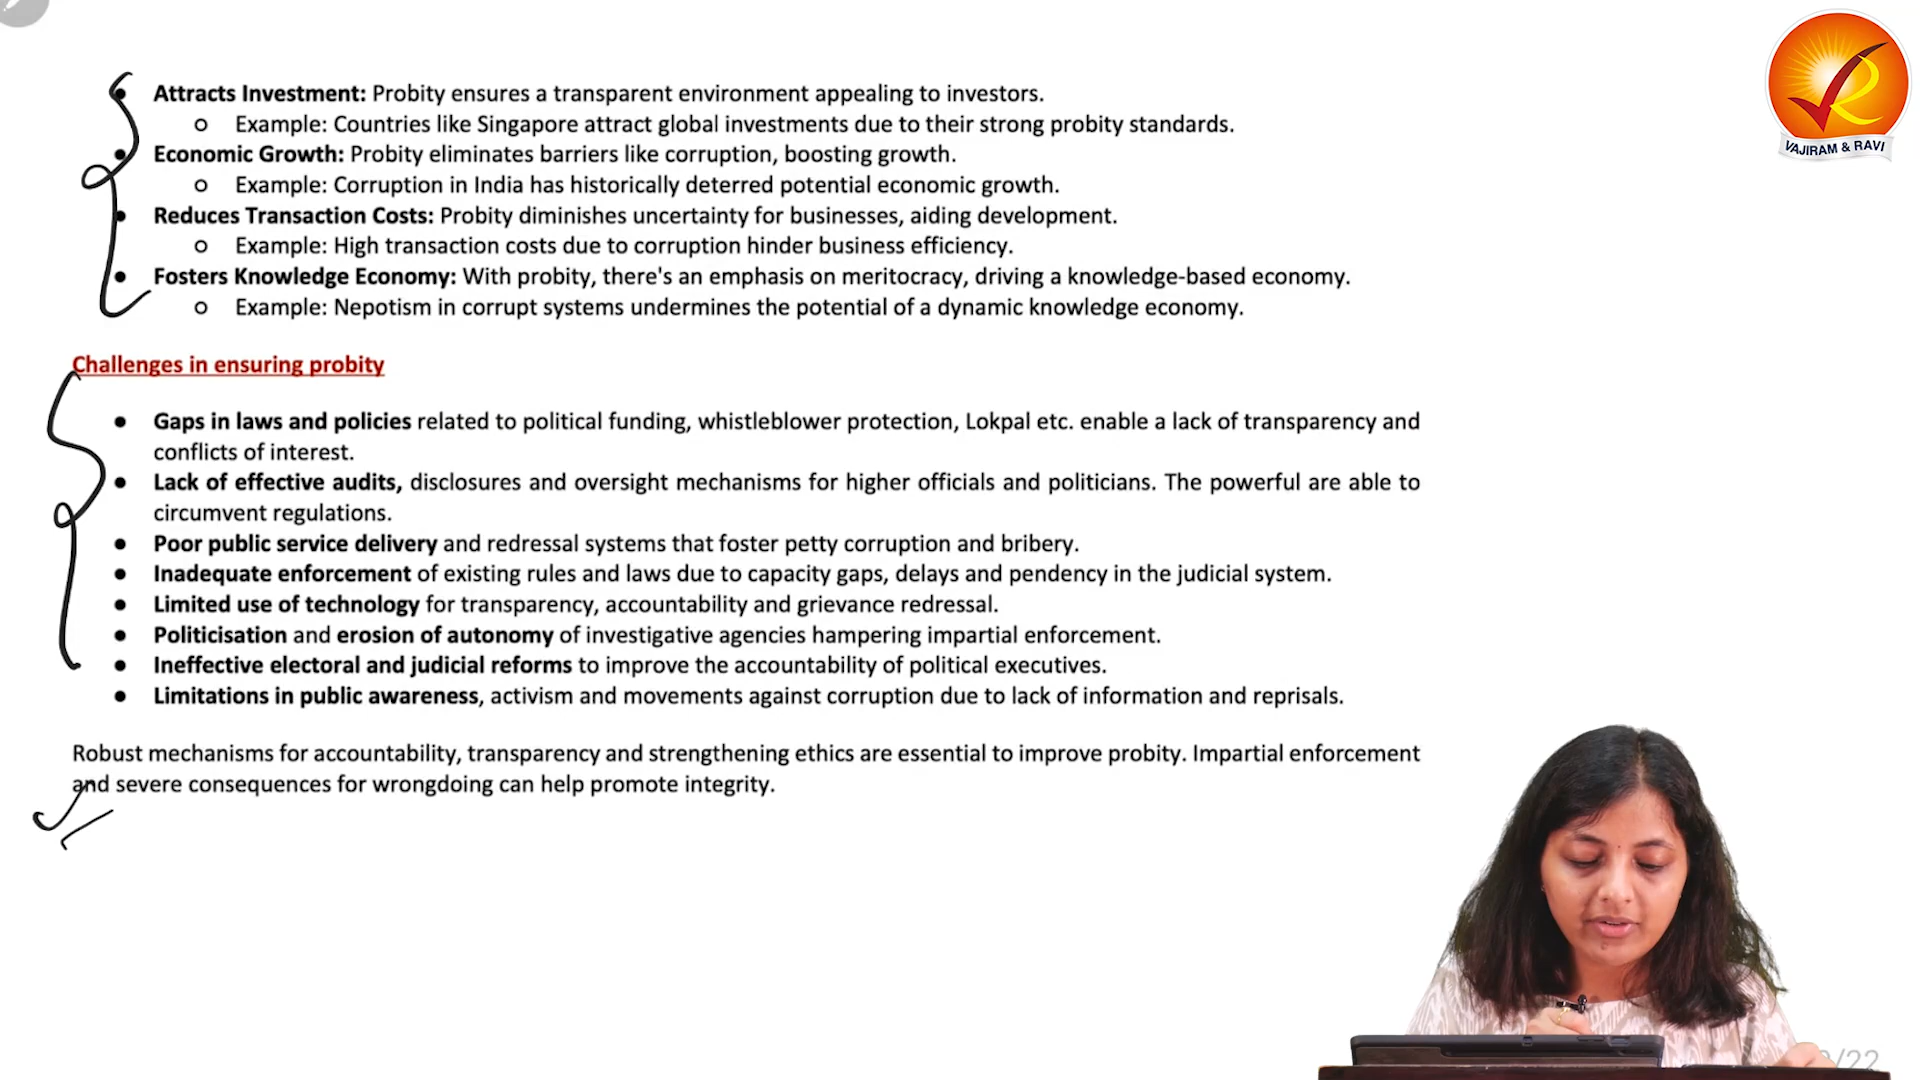 • Attracts Investment: Probity ensures a transparent environment appealing to investors.
o Example: Countries like Singapore attract global investments due to their strong probity standards.
• Economic Growth: Probity eliminates barriers like corruption, boosting growth.
o Example: Corruption in India has historically deterred potential economic growth.
• Reduces Transaction Costs: Probity diminishes uncertainty for businesses, aiding development.
o Example: High transaction costs due to corruption hinder business efficiency.
• Fosters Knowledge Economy: With probity, there's an emphasis on meritocracy, driving a knowledge-based economy.
o Example: Nepotism in corrupt systems undermines the potential of a dynamic knowledge economy.
Challenges in ensuring probity
• Gaps in laws and policies related to political funding, whistleblower protection, Lokpal etc. enable a lack of transparency and
conflicts of interest.
• Lack of effective audits, disclosures and oversight mechanisms for higher officials and politicians. The powerful are able to
circumvent regulations.
• Poor public service delivery and redressal systems that foster petty corruption and bribery.
• Inadequate enforcement of existing rules and laws due to capacity gaps, delays and pendency in the judicial system.
• Limited use of technology for transparency, accountability and grievance redressal.
• Politicisation and erosion of autonomy of investigative agencies hampering impartial enforcement.
• Ineffective electoral and judicial reforms to improve the accountability of political executives.
• Limitations in public awareness, activism and movements against corruption due to lack of information and reprisals.
Robust mechanisms for accountability, transparency and strengthening ethics are essential to improve probity. Impartial enforcement
and severe consequences for wrongdoing can help promote integrity.
VAJIRAM & RAVI
/22